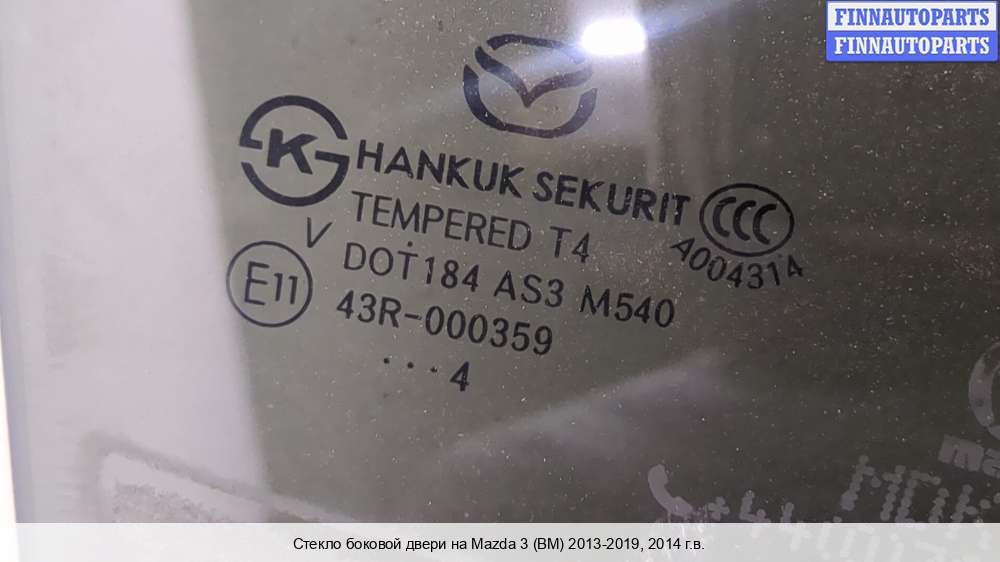 FINNAUTOPARTS
FINNAUTOPARTS
K
HANKUK SEKURIT
CCC
TEMPERED T4
A004314
V
DOT184 AS3 M540
E11
43R-000359
...4
Стекло боковой двери на Mazda 3 (BM) 2013-2019, 2014 г.в.